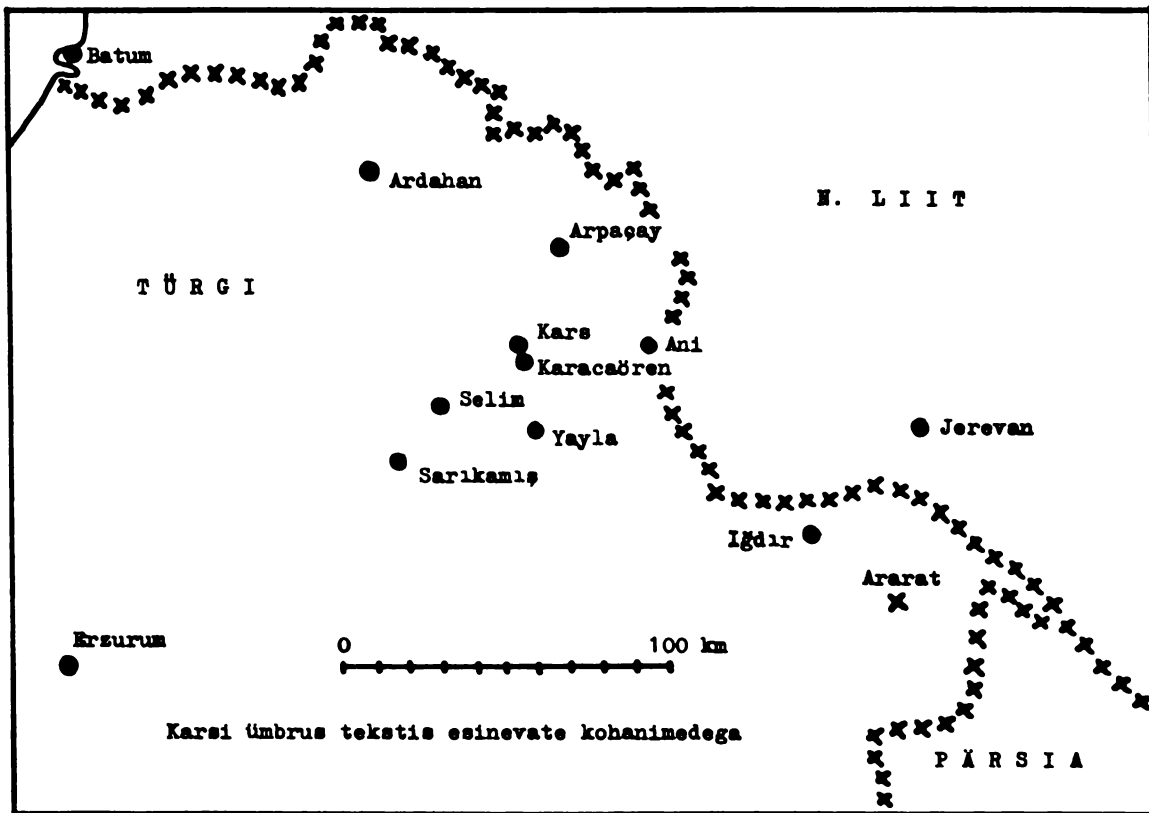 Batum
Ardahan
N. LIIT
Arpaçay
TÜRGI
Kars
Ani
Karacaören
Selim
Yayla
Jerevan
Sarıkamış
Iğdır
Ararat
Erzurum
0 100 km
Karsi ümbrus tekstis esinevate kohanimedega
PÄRSIA